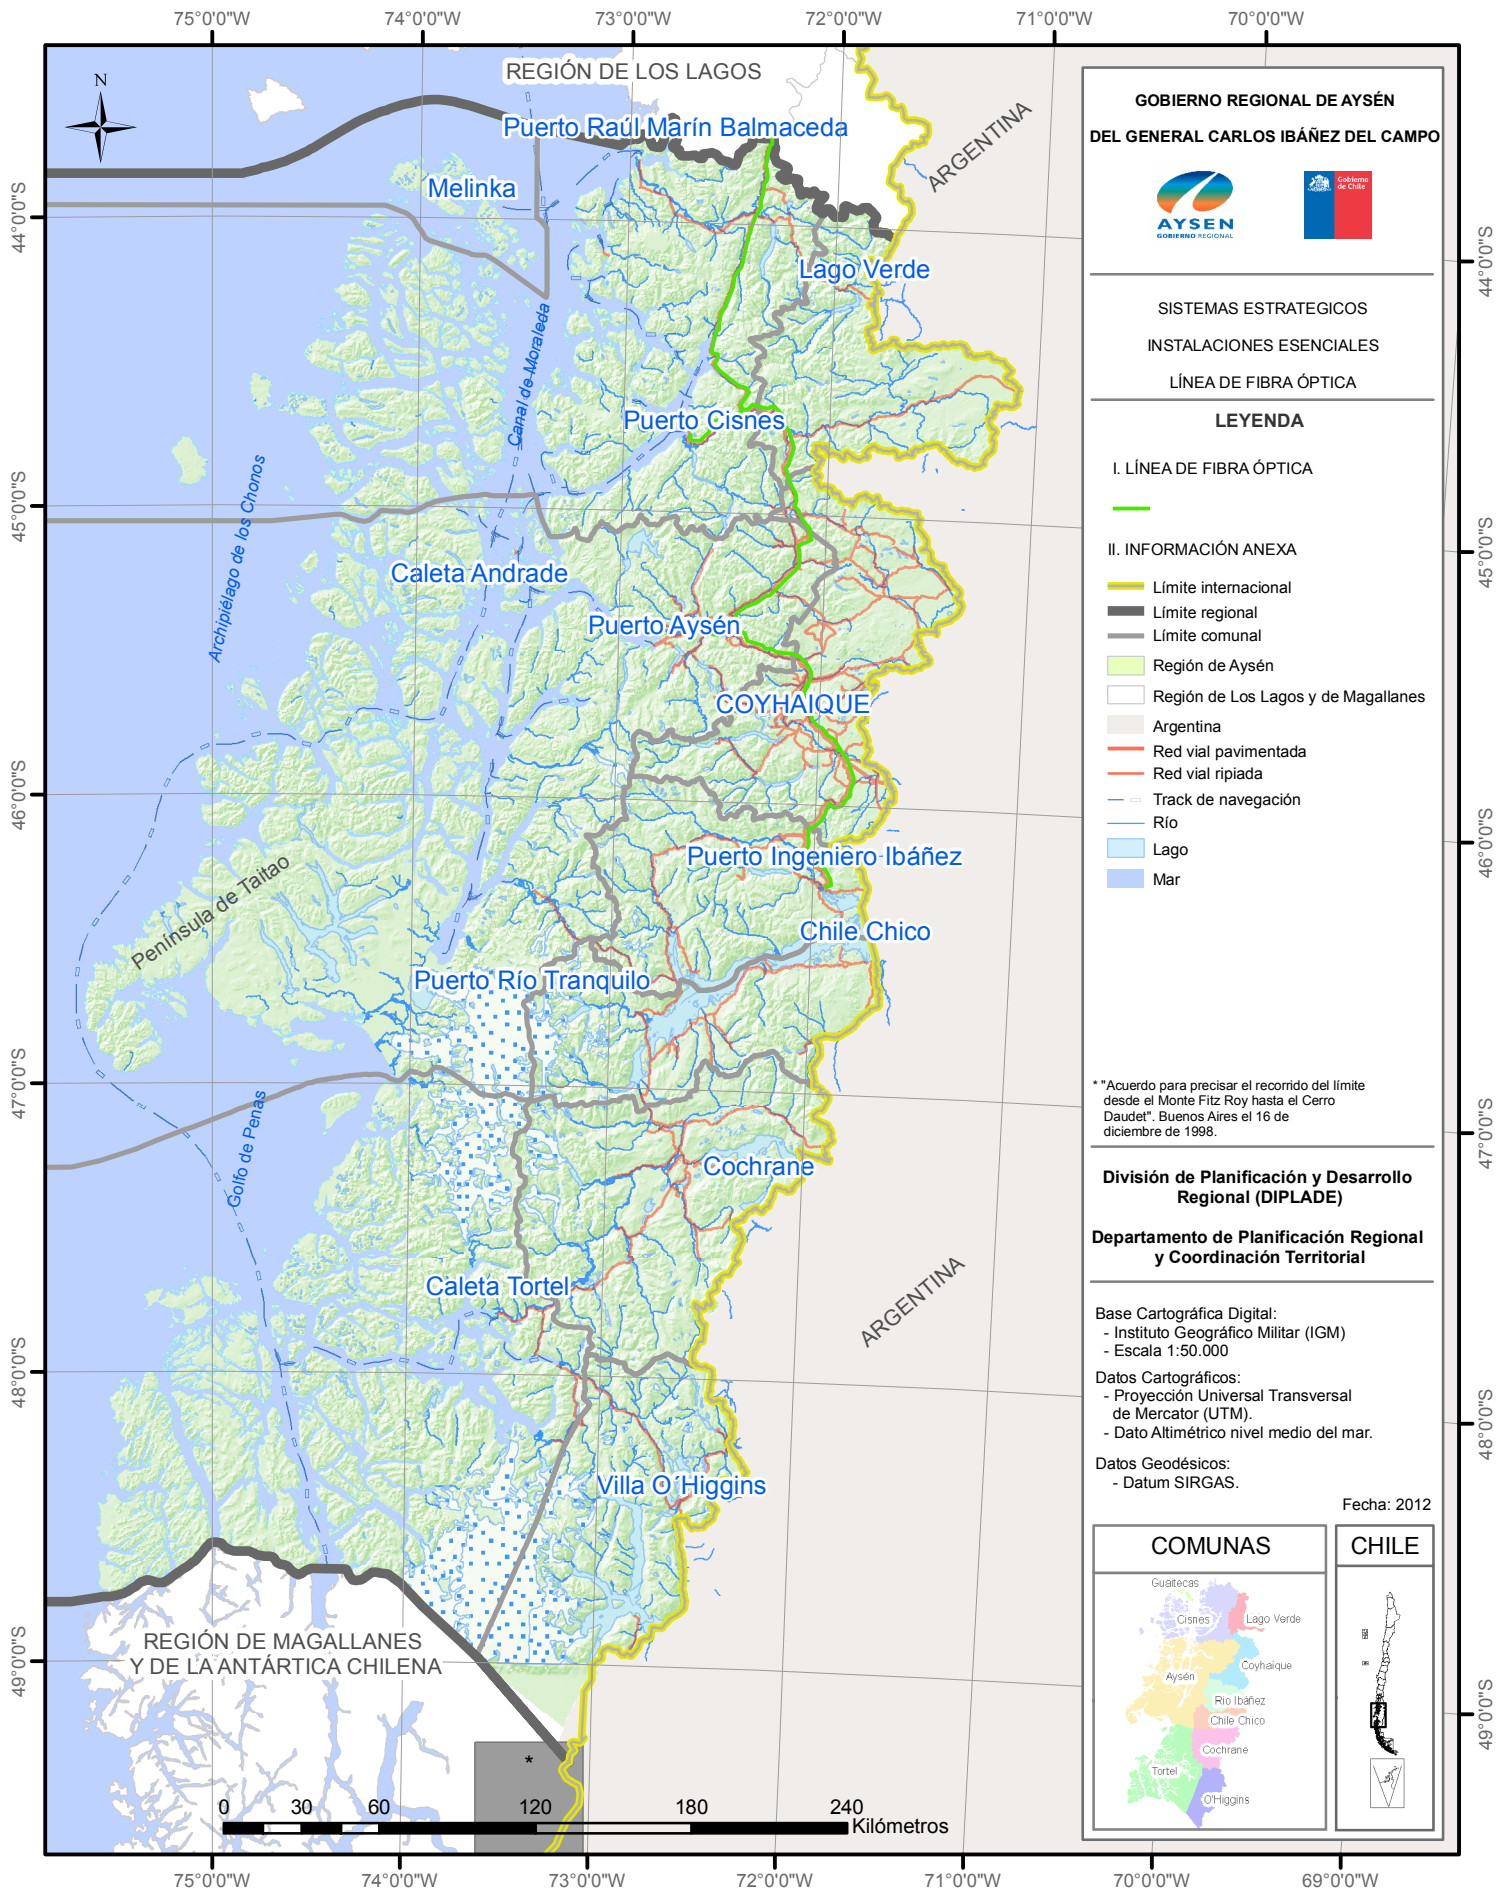 75°0'0"W 74°0'0"W 73°0'0"W 72°0'0"W 71°0'0"W 70°0'0"W
N
REGIÓN DE LOS LAGOS
ARGENTINA
Puerto Raúl Marín Balmaceda
Melinka
Lago Verde
Canal de Moraleda
Puerto Cisnes
Archipiélago de los Chonos
Caleta Andrade
Puerto Aysén
COYHAIQUE
Península de Taitao
Puerto Ingeniero Ibáñez
Chile Chico
Puerto Río Tranquilo
Golfo de Penas
Cochrane
Caleta Tortel
ARGENTINA
Villa O´Higgins
REGIÓN DE MAGALLANES
Y DE LA ANTÁRTICA CHILENA
*
0 30 60 120 180 240
Kilómetros
44°0'0"S
45°0'0"S
46°0'0"S
47°0'0"S
48°0'0"S
49°0'0"S
GOBIERNO REGIONAL DE AYSÉN
DEL GENERAL CARLOS IBÁÑEZ DEL CAMPO
AYSEN
GOBIERNO REGIONAL
Gobierno
de Chile
SISTEMAS ESTRATEGICOS
INSTALACIONES ESENCIALES
LÍNEA DE FIBRA ÓPTICA
LEYENDA
I. LÍNEA DE FIBRA ÓPTICA
II. INFORMACIÓN ANEXA
Límite internacional
Límite regional
Límite comunal
Región de Aysén
Región de Los Lagos y de Magallanes
Argentina
Red vial pavimentada
Red vial ripiada
Track de navegación
Río
Lago
Mar
* "Acuerdo para precisar el recorrido del límite
desde el Monte Fitz Roy hasta el Cerro
Daudet". Buenos Aires el 16 de
diciembre de 1998.
División de Planificación y Desarrollo
Regional (DIPLADE)
Departamento de Planificación Regional
y Coordinación Territorial
Base Cartográfica Digital:
- Instituto Geográfico Militar (IGM)
- Escala 1:50.000
Datos Cartográficos:
- Proyección Universal Transversal
de Mercator (UTM).
- Dato Altimétrico nivel medio del mar.
Datos Geodésicos:
- Datum SIRGAS.
Fecha: 2012
COMUNAS
Guaitecas
Cisnes
Lago Verde
Aysén
Coyhaique
Rio Ibáñez
Chile Chico
Cochrane
Tortel
O'Higgins
CHILE
44°0'0"S
45°0'0"S
46°0'0"S
47°0'0"S
48°0'0"S
49°0'0"S
75°0'0"W 74°0'0"W 73°0'0"W 72°0'0"W 71°0'0"W 70°0'0"W 69°0'0"W